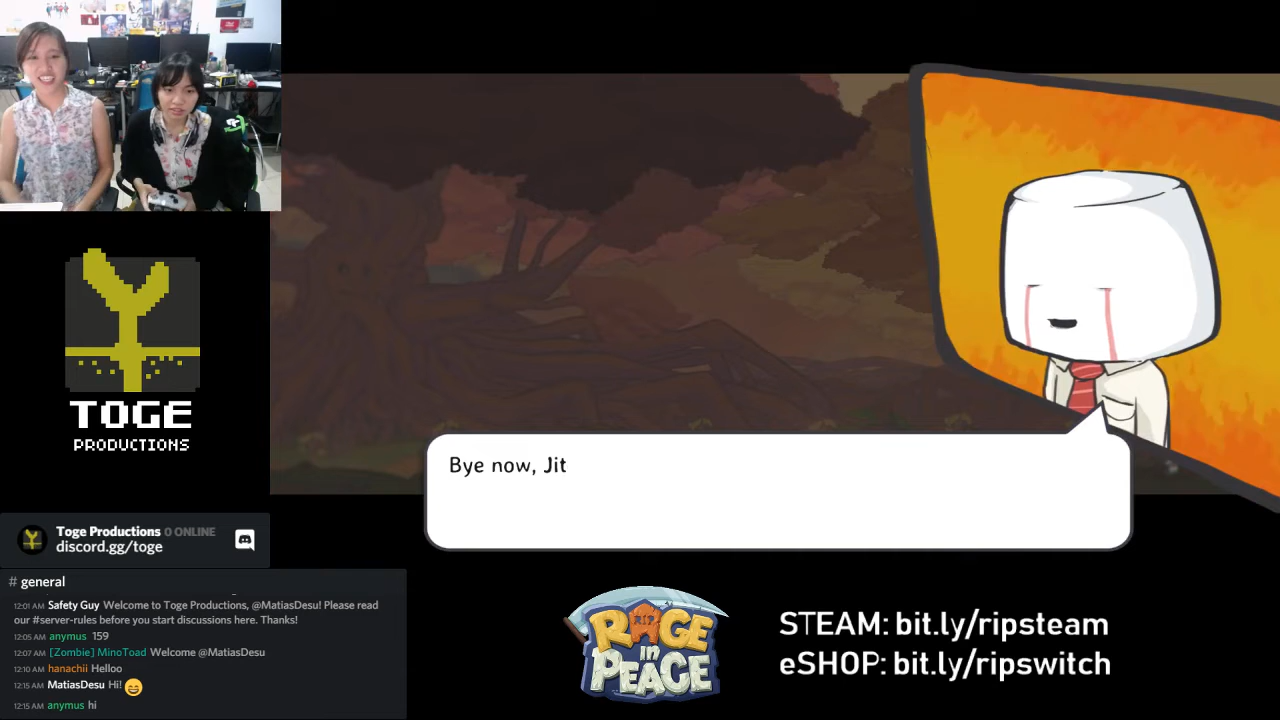 Bye now, Jit
TOGE
PRODUCTIONS
Toge Productions 0 ONLINE
discord.gg/toge
# general
12:01 AM Safety Guy Welcome to Toge Productions, @MatiasDesu! Please read
our #server-rules before you start discussions here. Thanks!
12:05 AM anymus 159
12:07 AM [Zombie] MinoToad Welcome @MatiasDesu
12:10 AM hanachii Helloo
12:15 AM MatiasDesu Hi! 😄
12:15 AM anymus hi
RIP
RAGE
in
PEACE
STEAM: bit.ly/ripsteam
eSHOP: bit.ly/ripswitch